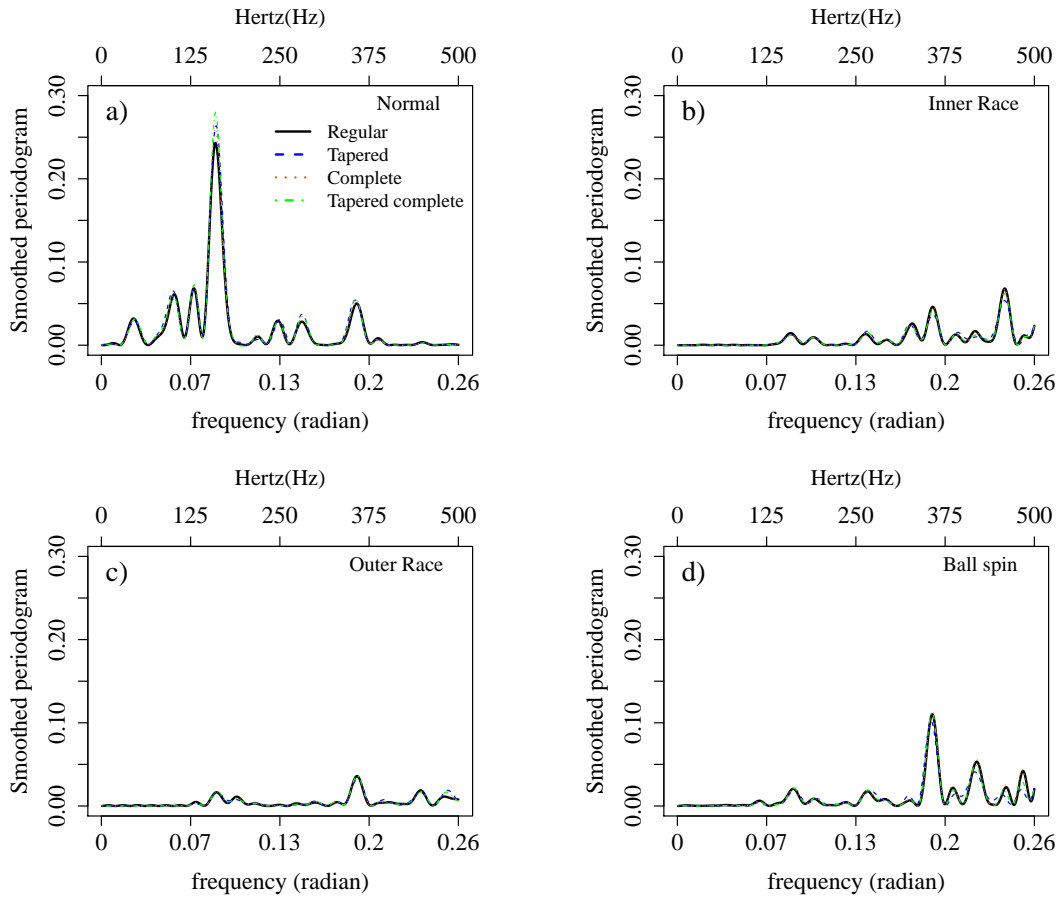 Hertz(Hz)
0 125 250 375 500
Smoothed periodogram
0.00 0.10 0.20 0.30
a)
Normal
Regular
Tapered
Complete
Tapered complete
0 0.07 0.13 0.2 0.26
frequency (radian)
Hertz(Hz)
0 125 250 375 500
Smoothed periodogram
0.00 0.10 0.20 0.30
b)
Inner Race
0 0.07 0.13 0.2 0.26
frequency (radian)
Hertz(Hz)
0 125 250 375 500
Smoothed periodogram
0.00 0.10 0.20 0.30
c)
Outer Race
0 0.07 0.13 0.2 0.26
frequency (radian)
Hertz(Hz)
0 125 250 375 500
Smoothed periodogram
0.00 0.10 0.20 0.30
d)
Ball spin
0 0.07 0.13 0.2 0.26
frequency (radian)